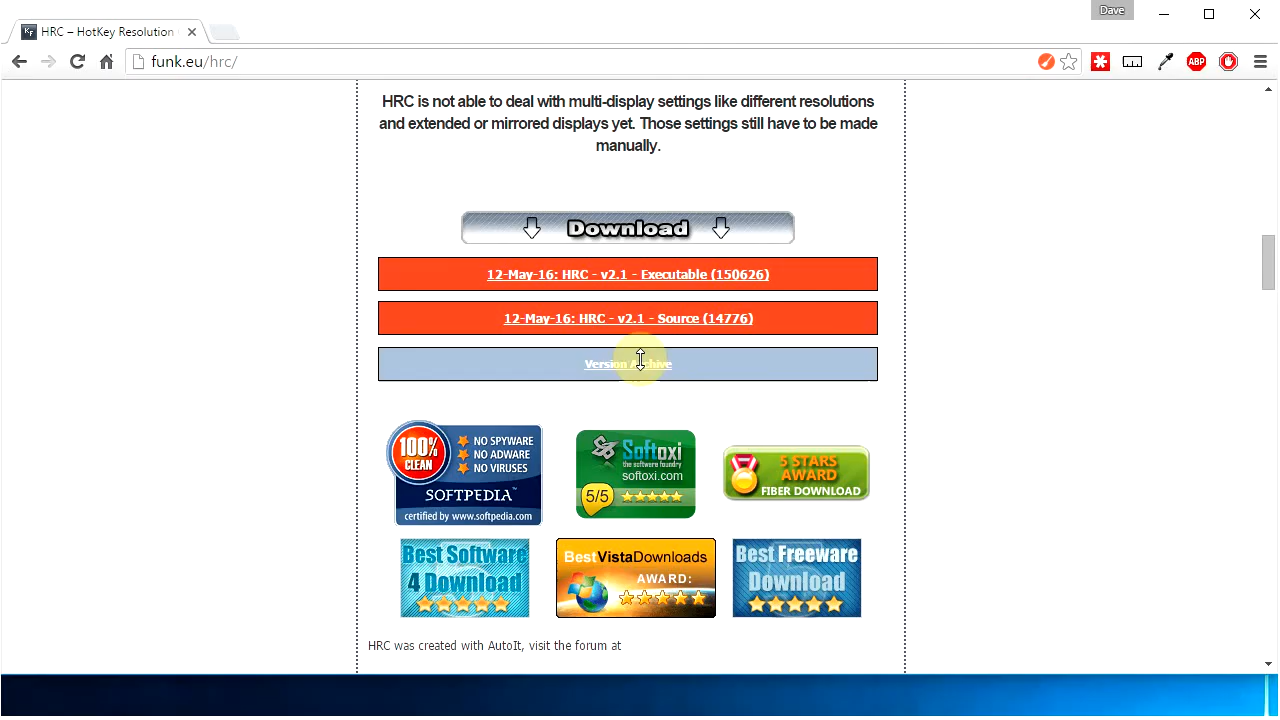 Dave
HRC – HotKey Resolution
funk.eu/hrc/
ABP
HRC is not able to deal with multi-display settings like different resolutions
and extended or mirrored displays yet. Those settings still have to be made
manually.
Download
12-May-16: HRC - v2.1 - Executable (150626)
12-May-16: HRC - v2.1 - Source (14776)
Version Archive
100%
CLEAN
NO SPYWARE
NO ADWARE
NO VIRUSES
SOFTPEDIA™
certified by www.softpedia.com
Softoxi
the software foundry
softoxi.com
5/5
5 STARS
AWARD
FIBER DOWNLOAD
Best Software
4 Download
BestVistaDownloads
AWARD:
Best Freeware
Download
HRC was created with AutoIt, visit the forum at